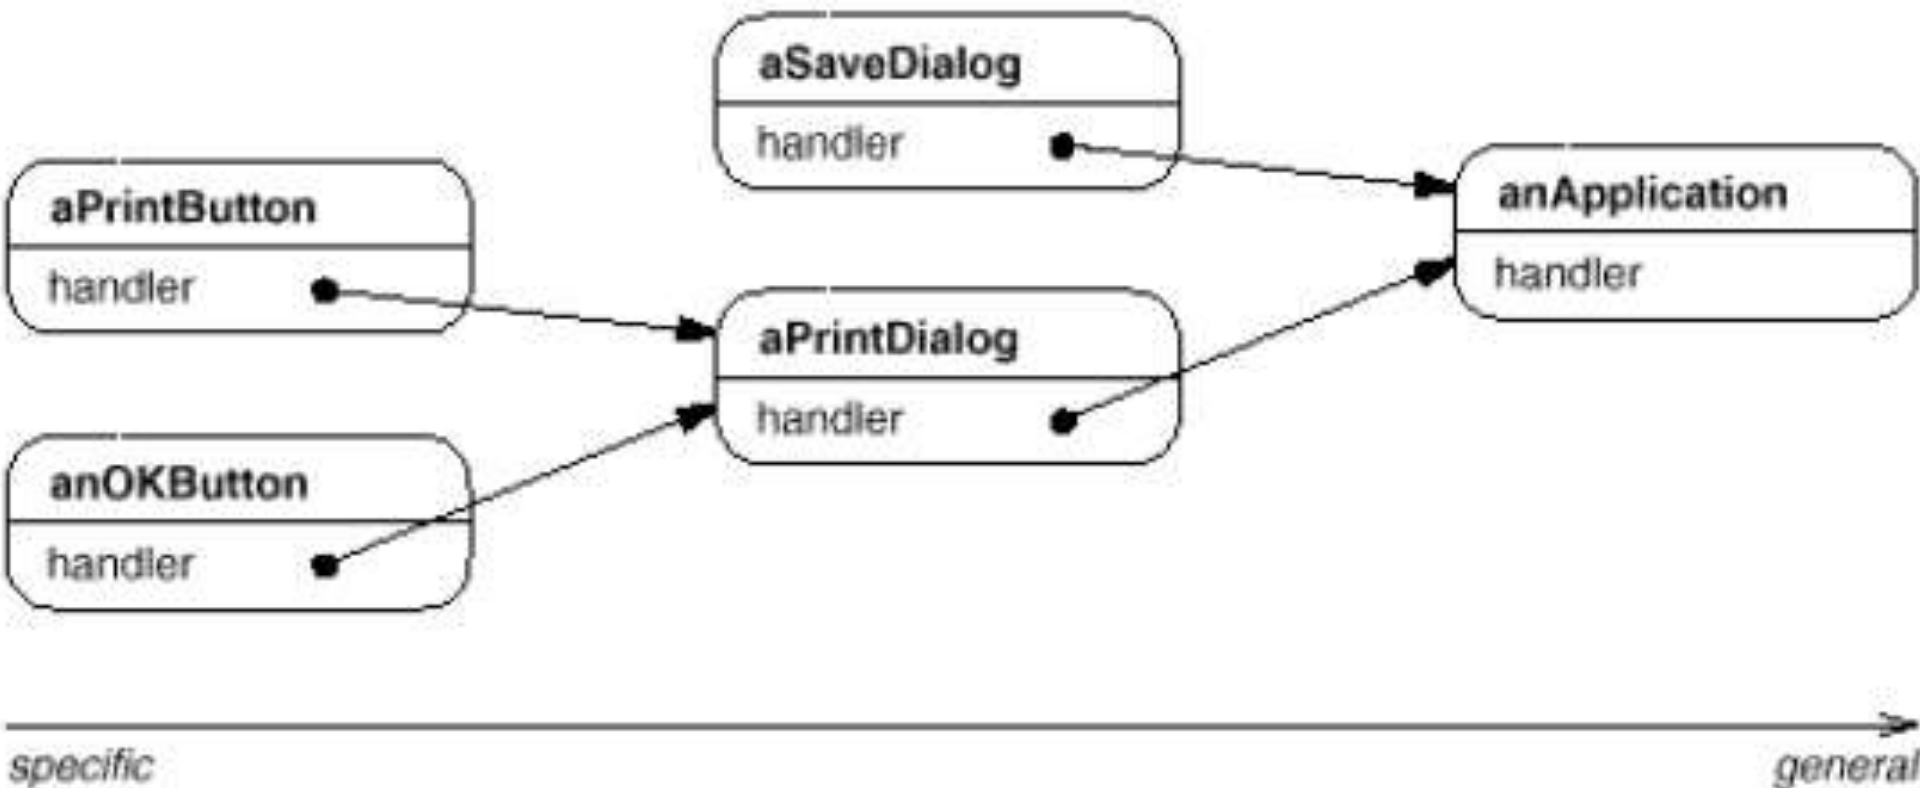 aSaveDialog
handler
aPrintButton
handler
anApplication
handler
aPrintDialog
handler
anOKButton
handler
specific
general